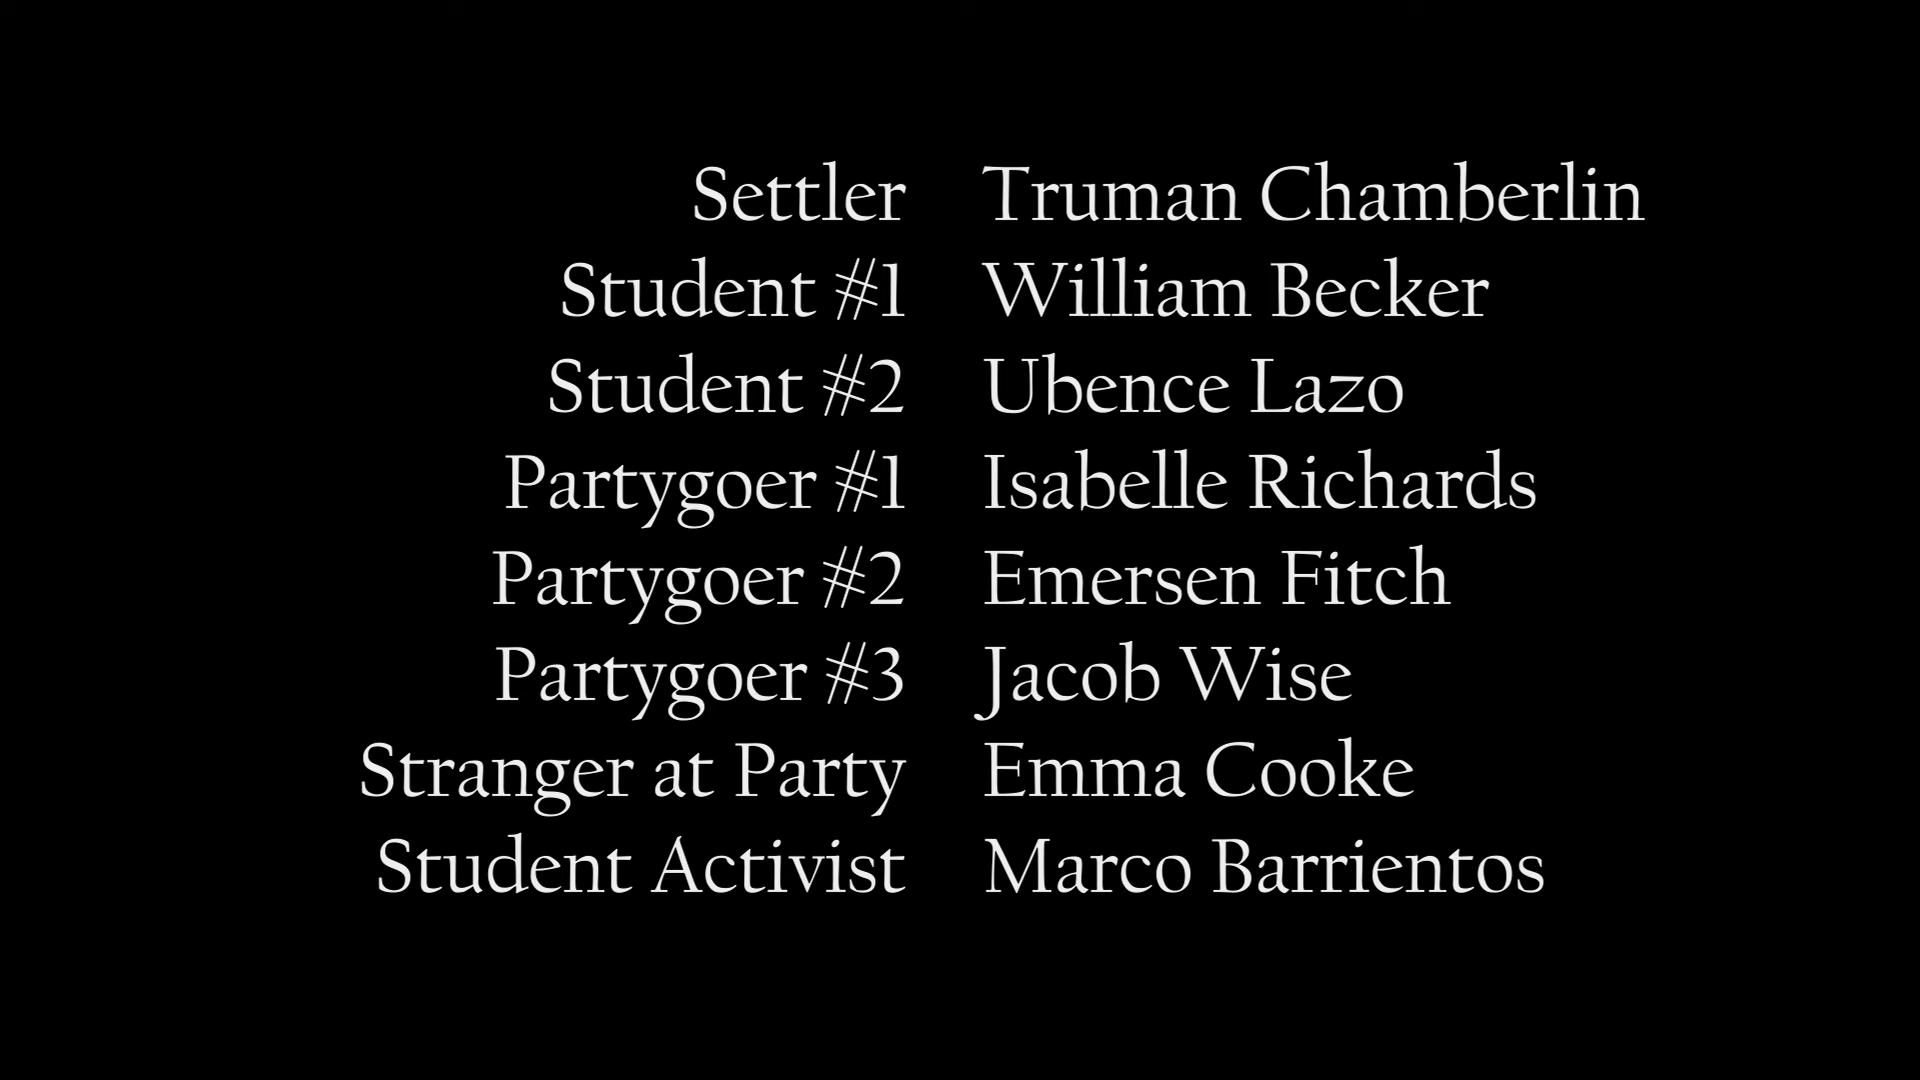 Settler Truman Chamberlin
Student #1 William Becker
Student #2 Ubence Lazo
Partygoer #1 Isabelle Richards
Partygoer #2 Emersen Fitch
Partygoer #3 Jacob Wise
Stranger at Party Emma Cooke
Student Activist Marco Barrientos